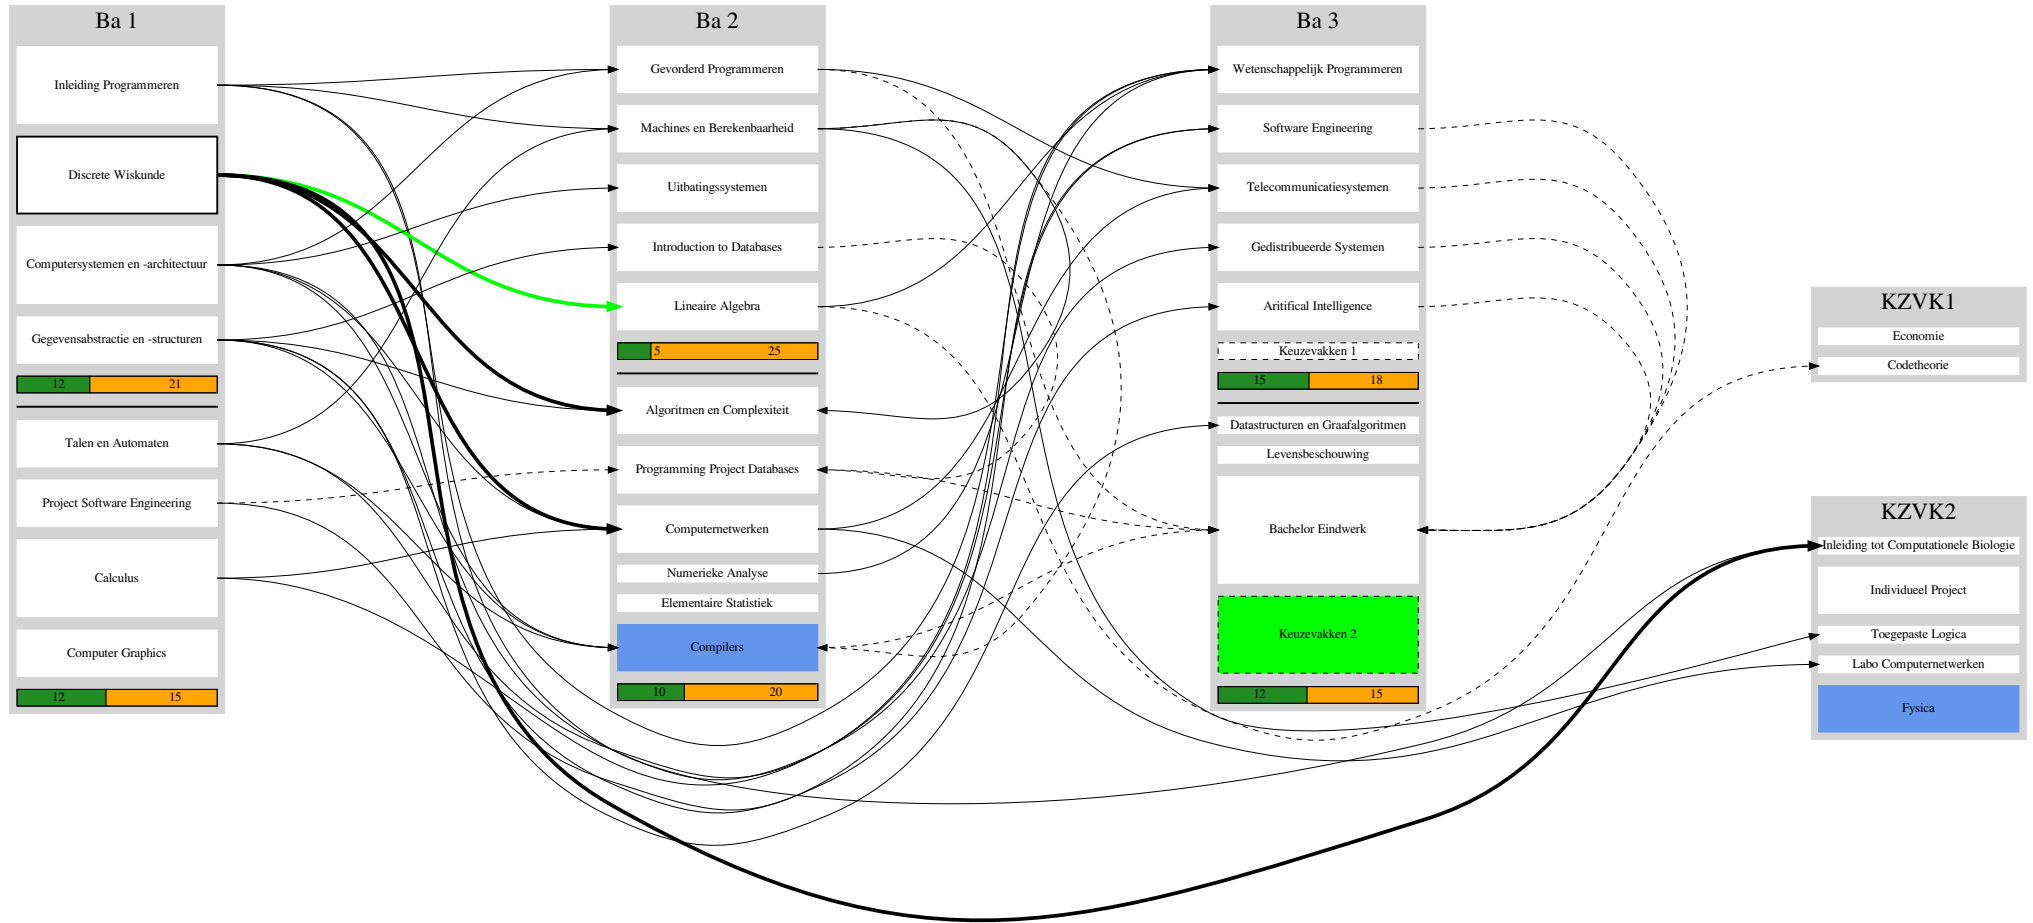 Ba 1
Inleiding Programmeren
Discrete Wiskunde
Computersystemen en -architectuur
Gegevensabstractie en -structuren
12 21
Talen en Automaten
Project Software Engineering
Calculus
Computer Graphics
12 15
Ba 2
Gevorderd Programmeren
Machines en Berekenbaarheid
Uitbatingssystemen
Introduction to Databases
Lineaire Algebra
5 25
Algoritmen en Complexiteit
Programming Project Databases
Computernetwerken
Numerieke Analyse
Elementaire Statistiek
Compilers
10 20
Ba 3
Wetenschappelijk Programmeren
Software Engineering
Telecommunicatiesystemen
Gedistribueerde Systemen
Aritifical Intelligence
Keuzevakken 1
15 18
Datastructuren en Graafalgoritmen
Levensbeschouwing
Bachelor Eindwerk
Keuzevakken 2
12 15
KZVK1
Economie
Codetheorie
KZVK2
Inleiding tot Computationele Biologie
Individueel Project
Toegepaste Logica
Labo Computernetwerken
Fysica